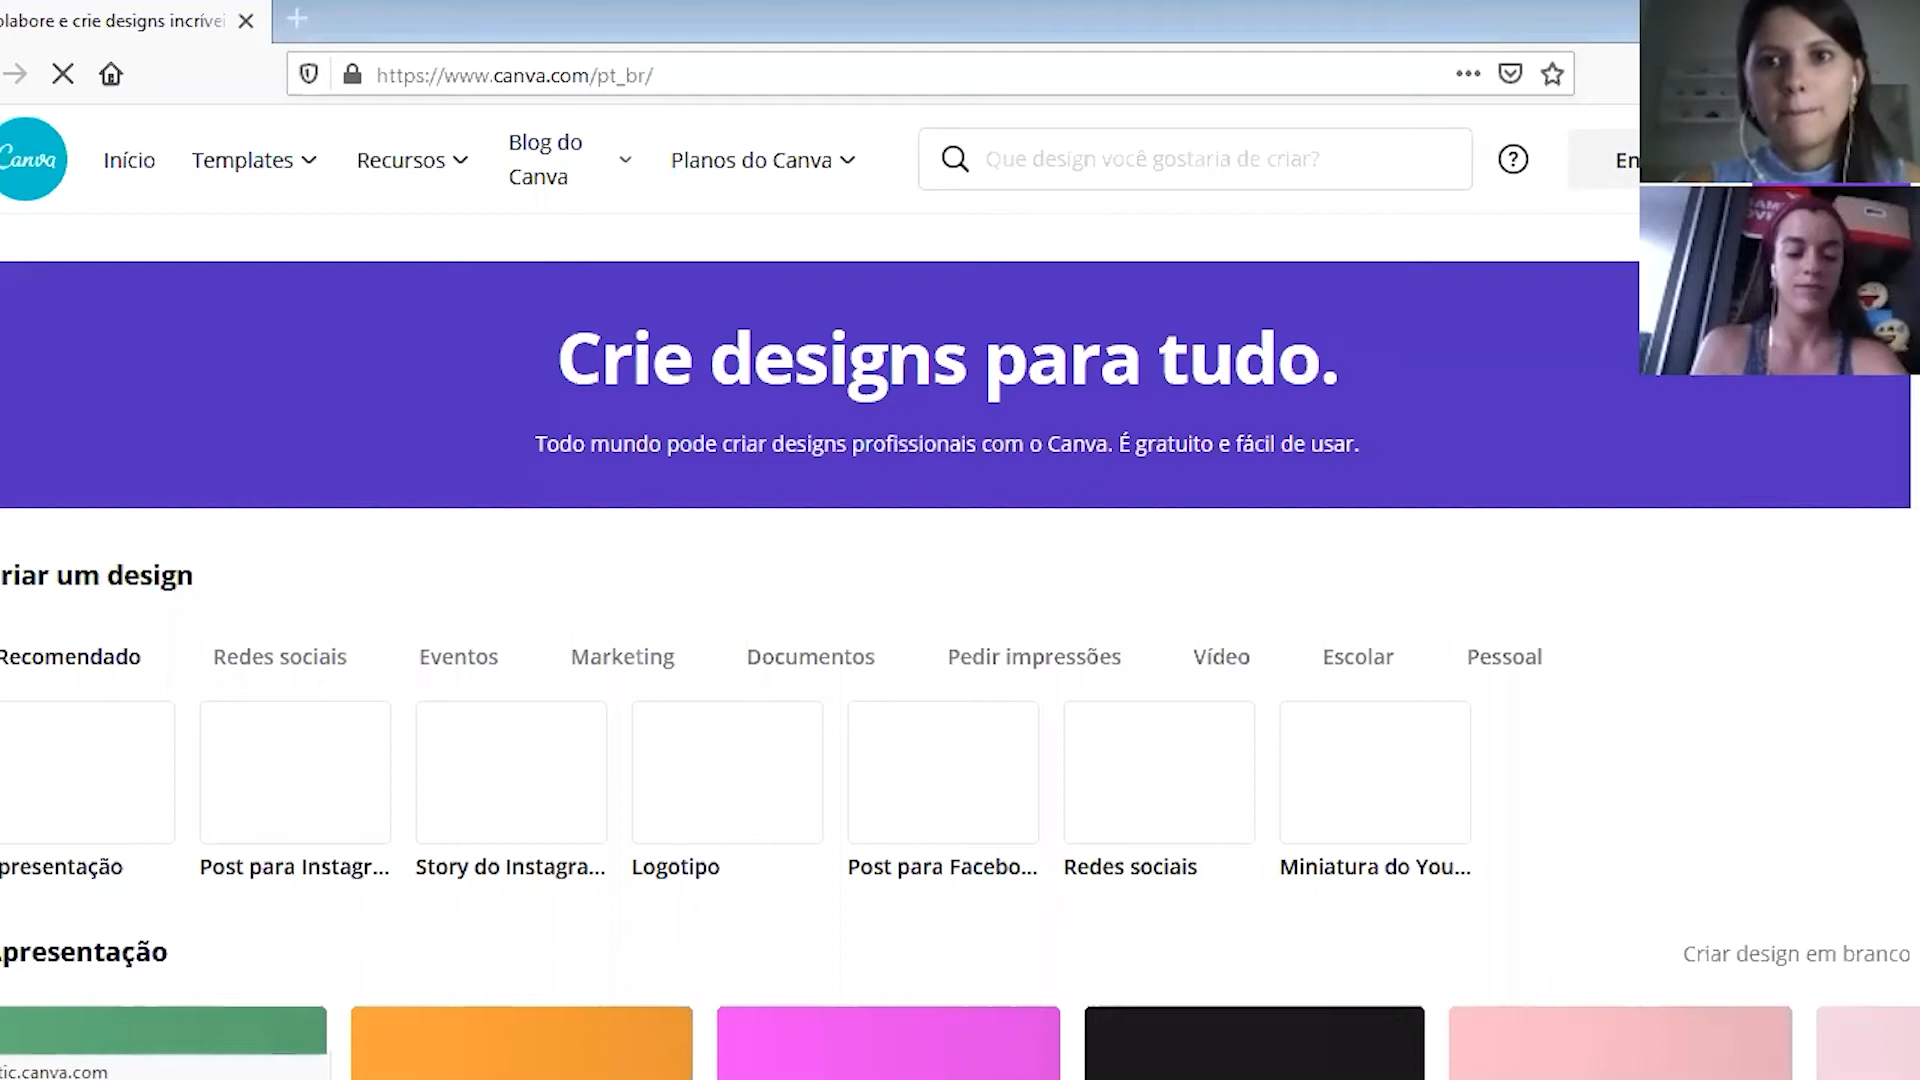 olabore e crie designs incrívei
https://www.canva.com/pt_br/
Canva
Início
Templates
Recursos
Blog do
Canva
Planos do Canva
Que design você gostaria de criar?
En
Crie designs para tudo.
Todo mundo pode criar designs profissionais com o Canva. É gratuito e fácil de usar.
riar um design
Recomendado
Redes sociais
Eventos
Marketing
Documentos
Pedir impressões
Vídeo
Escolar
Pessoal
presentação
Post para Instagr...
Story do Instagra...
Logotipo
Post para Facebo...
Redes sociais
Miniatura do You...
presentação
Criar design em branco
tic.canva.com